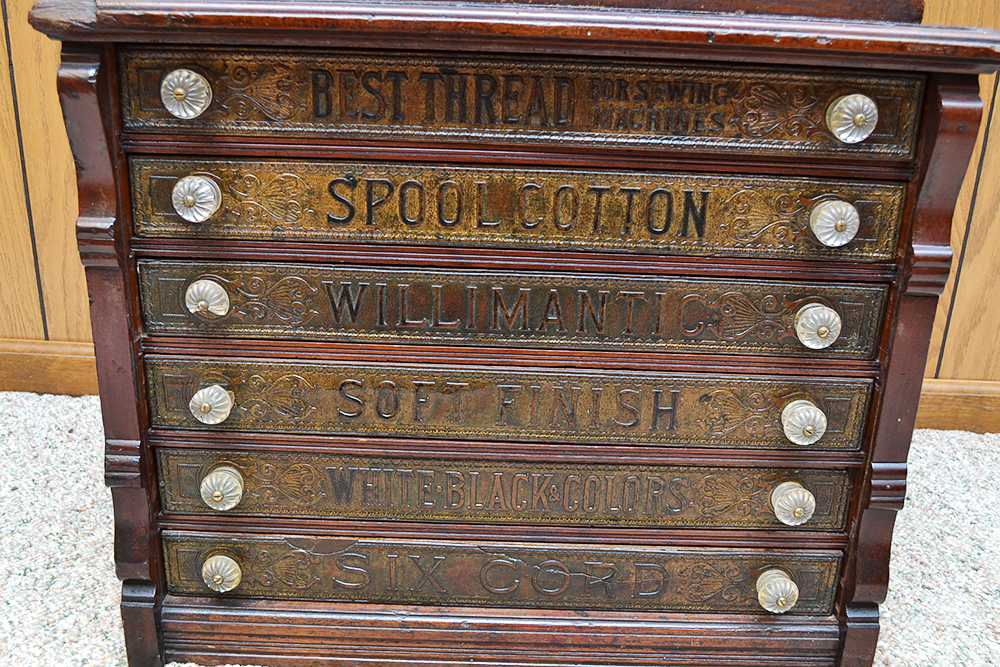 BEST THREAD FOR SEWING MACHINES
SPOOL COTTON
WILLIMANTIC
SOFT FINISH
WHITE·BLACK & COLORS
SIX CORD